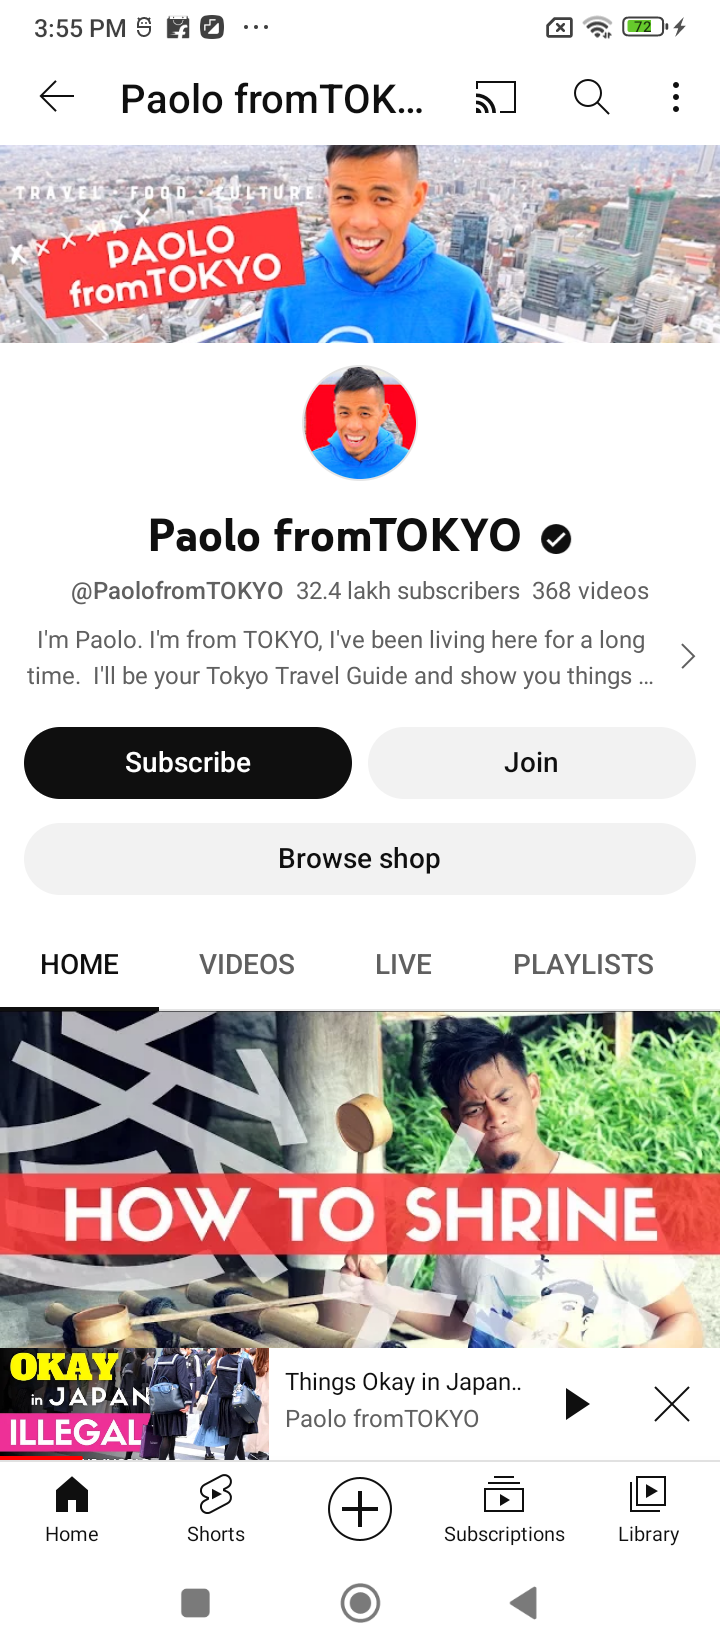 3:55 PM
72
Paolo fromTOK...
TRAVEL · FOOD · CULTURE
x x x x x x
PAOLO
fromTOKYO
Paolo fromTOKYO
@PaolofromTOKYO 32.4 lakh subscribers 368 videos
I'm Paolo. I'm from TOKYO, I've been living here for a long
time. I'll be your Tokyo Travel Guide and show you things ...
Subscribe
Join
Browse shop
HOME
VIDEOS
LIVE
PLAYLISTS
HOW TO SHRINE
日本
OKAY
in JAPAN
ILLEGAL
Things Okay in Japan..
Paolo fromTOKYO
Home
Shorts
Subscriptions
Library